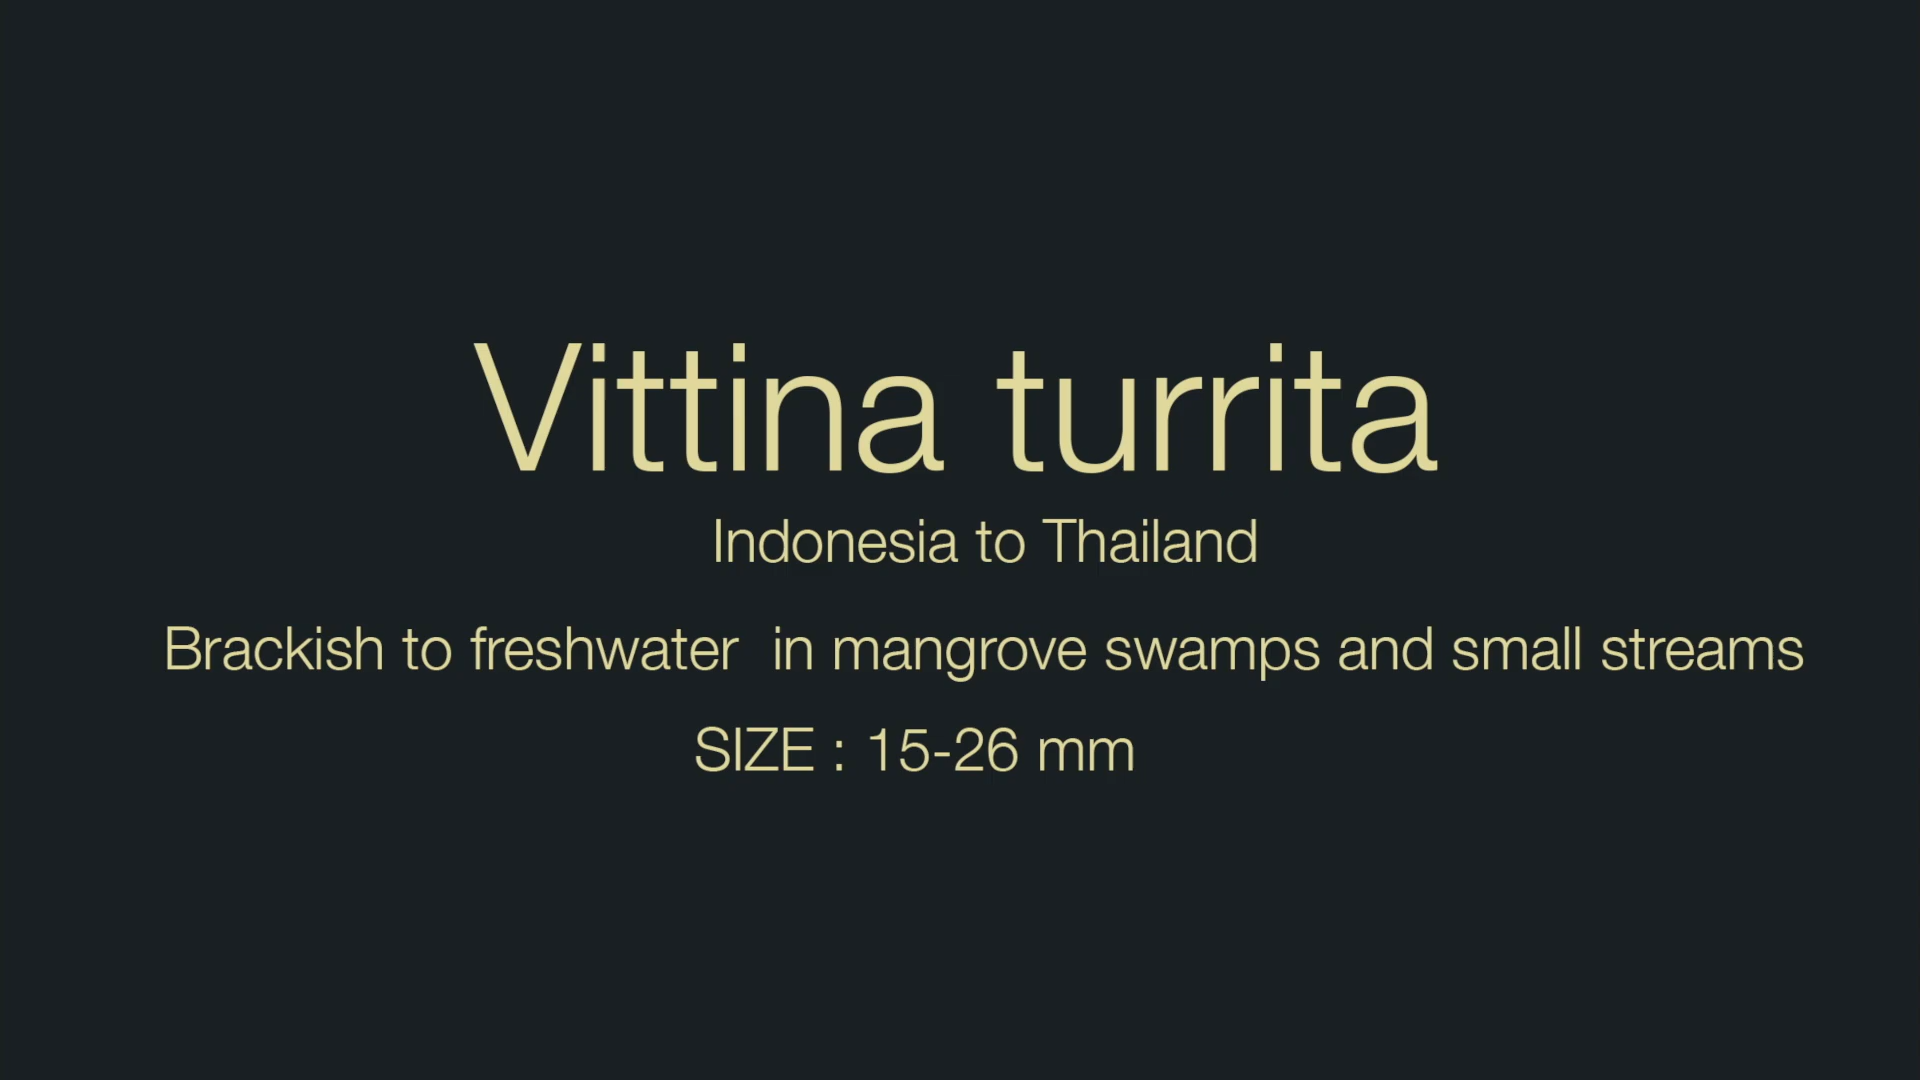 Vittina turrita
Indonesia to Thailand
Brackish to freshwater  in mangrove swamps and small streams
SIZE : 15-26 mm